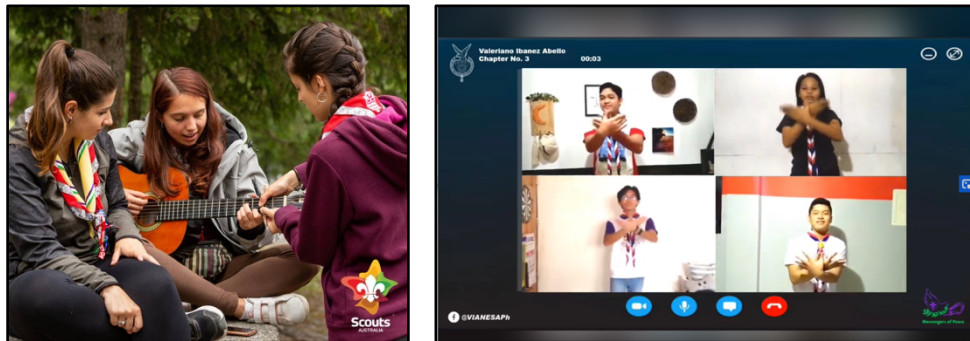 Scouts
AUSTRALIA
Valeriano Ibanez Abello
Chapter No. 3
00:03
@VIANESAPh
Messengers of Peace